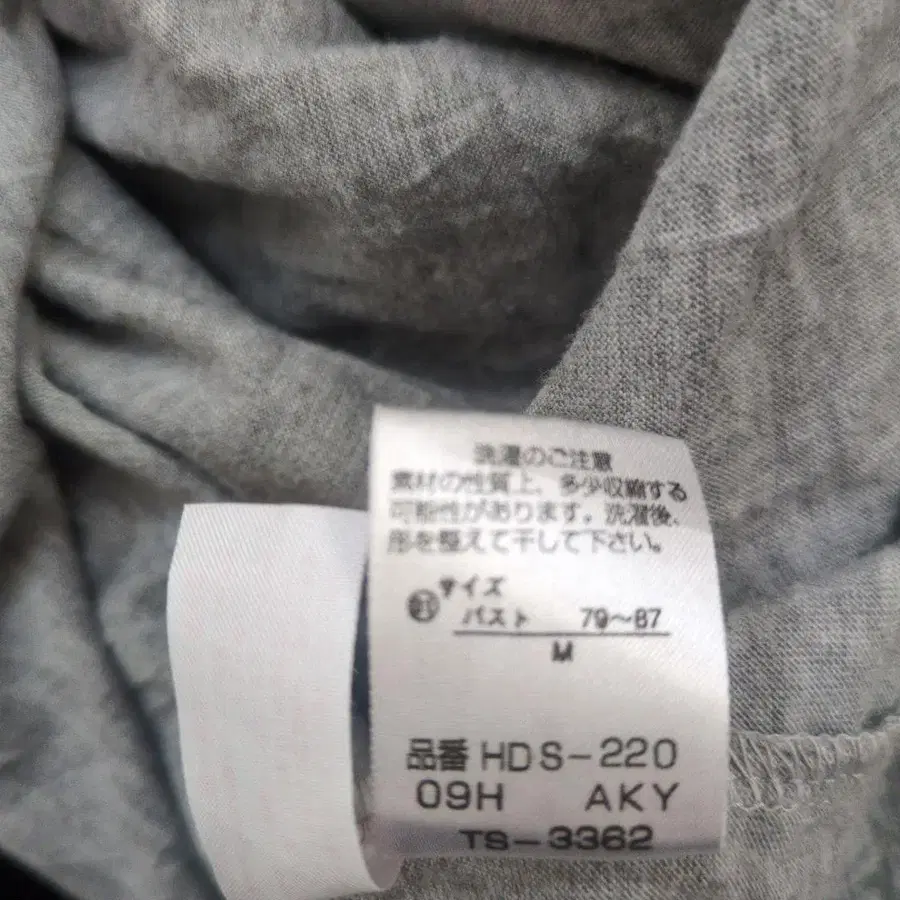 洗濯のご注意
素材の性質上、多少収縮する
可能性があります。洗濯後、
形を整えて干して下さい。
サイズ
バスト 79～87
M
品番 HDS-220
09H AKY
TS-3362